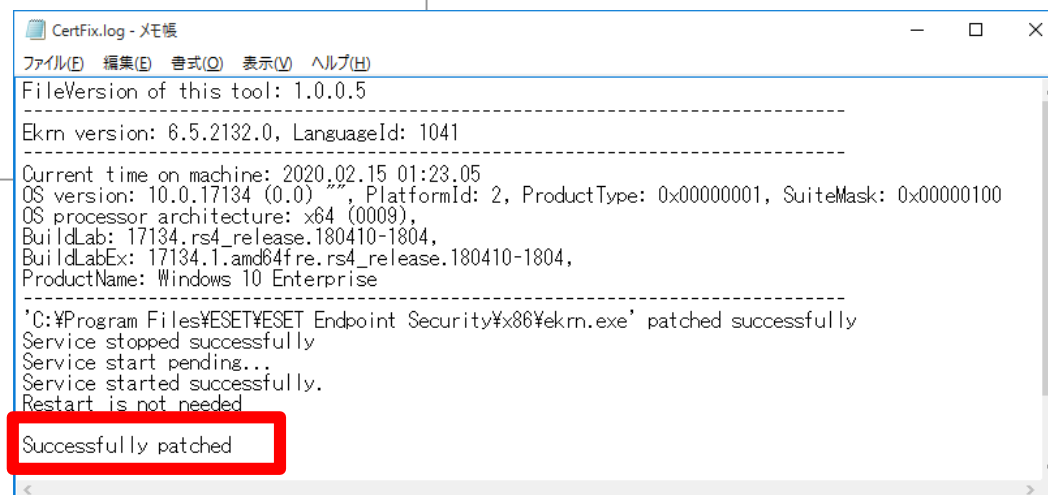 CertFix.log - メモ帳
ファイル(F) 編集(E) 書式(O) 表示(V) ヘルプ(H)
FileVersion of this tool: 1.0.0.5
--------------------------------------------------------------------------------
Ekrn version: 6.5.2132.0, LanguageId: 1041
--------------------------------------------------------------------------------
Current time on machine: 2020.02.15 01:23.05
OS version: 10.0.17134 (0.0) "", PlatformId: 2, ProductType: 0x00000001, SuiteMask: 0x00000100
OS processor architecture: x64 (0009),
BuildLab: 17134.rs4_release.180410-1804,
BuildLabEx: 17134.1.amd64fre.rs4_release.180410-1804,
ProductName: Windows 10 Enterprise
--------------------------------------------------------------------------------
'C:¥Program Files¥ESET¥ESET Endpoint Security¥x86¥ekrn.exe' patched successfully
Service stopped successfully
Service start pending...
Service started successfully.
Restart is not needed
Successfully patched